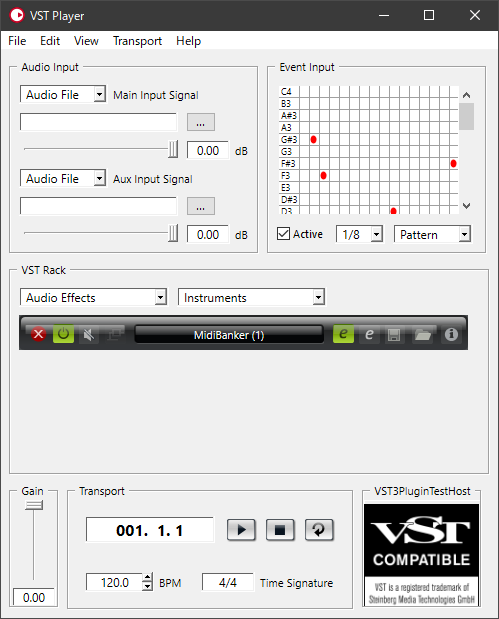 VST Player
File Edit View Transport Help
Audio Input
Audio File Main Input Signal
...
0.00 dB
Audio File Aux Input Signal
...
0.00 dB
Event Input
C4
B3
A#3
A3
G#3
G3
F#3
F3
E3
D#3
D3
Active 1/8 Pattern
VST Rack
Audio Effects Instruments
MidiBanker (1) e e
Gain
0.00
Transport
001. 1. 1
120.0 BPM 4/4 Time Signature
VST3PluginTestHost
VST
COMPATIBLE
VST is a registered trademark of
Steinberg Media Technologies GmbH